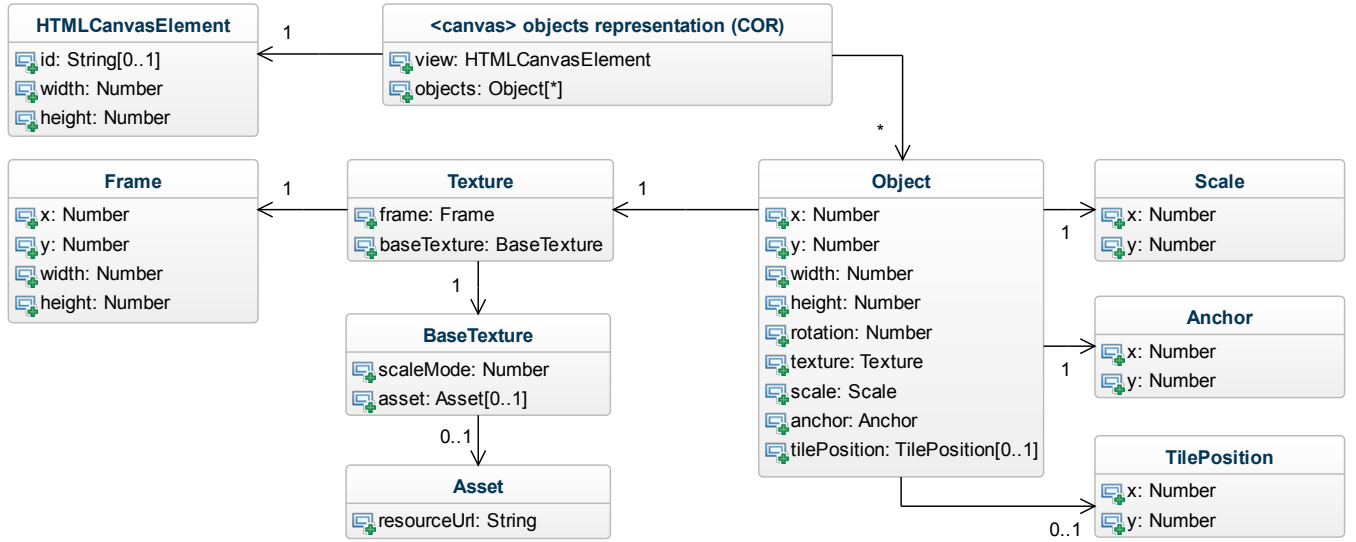 HTMLCanvasElement
id: String[0..1]
width: Number
height: Number
1
<canvas> objects representation (COR)
view: HTMLCanvasElement
objects: Object[*]
*
Frame
x: Number
y: Number
width: Number
height: Number
1
Texture
frame: Frame
baseTexture: BaseTexture
1
1
Object
x: Number
y: Number
width: Number
height: Number
rotation: Number
texture: Texture
scale: Scale
anchor: Anchor
tilePosition: TilePosition[0..1]
1
Scale
x: Number
y: Number
BaseTexture
scaleMode: Number
asset: Asset[0..1]
0..1
Asset
resourceUrl: String
1
Anchor
x: Number
y: Number
0..1
TilePosition
x: Number
y: Number